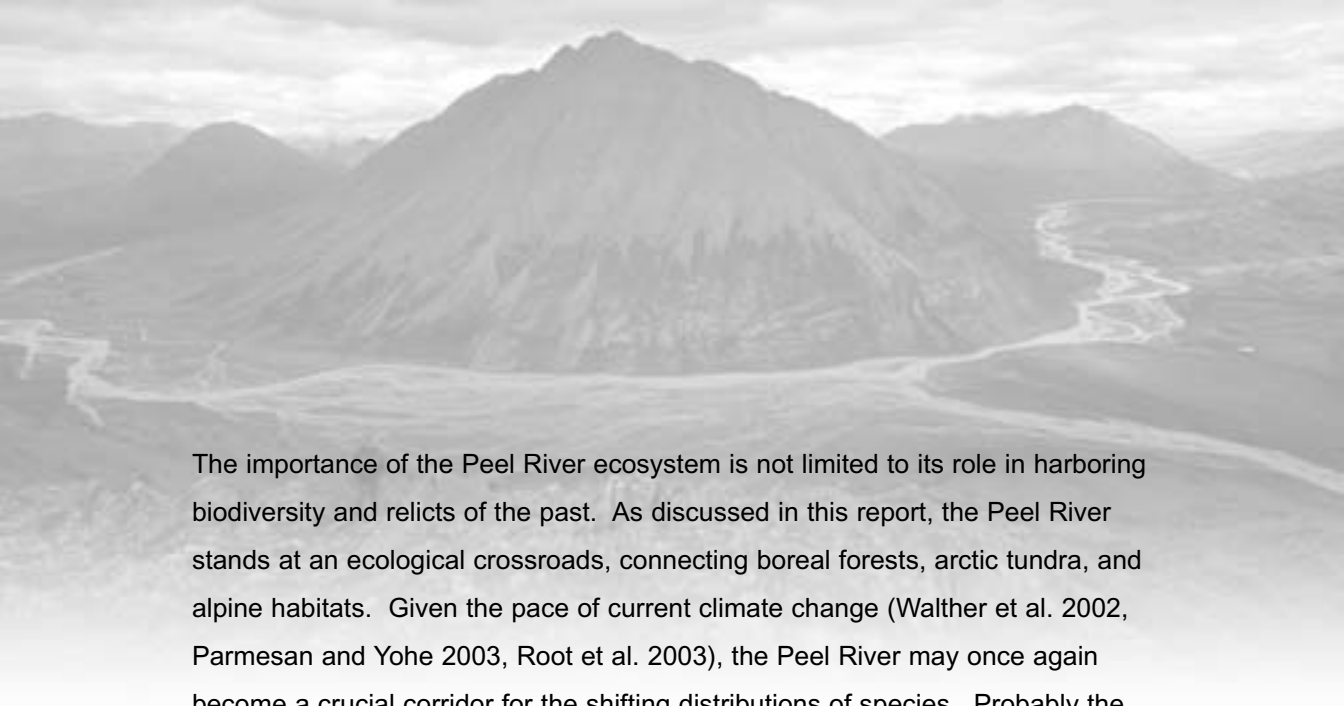 The importance of the Peel River ecosystem is not limited to its role in harboring
biodiversity and relicts of the past.  As discussed in this report, the Peel River
stands at an ecological crossroads, connecting boreal forests, arctic tundra, and
alpine habitats.  Given the pace of current climate change (Walther et al. 2002,
Parmesan and Yohe 2003, Root et al. 2003), the Peel River may once again
become a crucial corridor for the shifting distributions of species.  Probably the